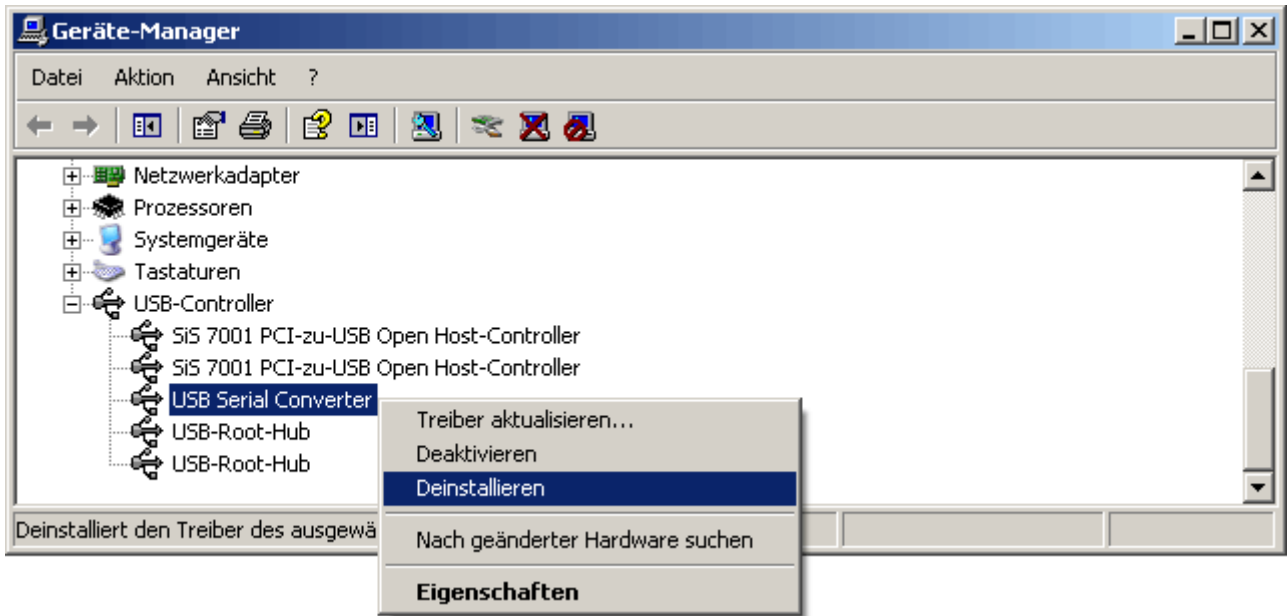 Geräte-Manager
Datei Aktion Ansicht ?
Netzwerkadapter
Prozessoren
Systemgeräte
Tastaturen
USB-Controller
SiS 7001 PCI-zu-USB Open Host-Controller
SiS 7001 PCI-zu-USB Open Host-Controller
USB Serial Converter
USB-Root-Hub
USB-Root-Hub
Treiber aktualisieren...
Deaktivieren
Deinstallieren
Nach geänderter Hardware suchen
Eigenschaften
Deinstalliert den Treiber des ausgewä